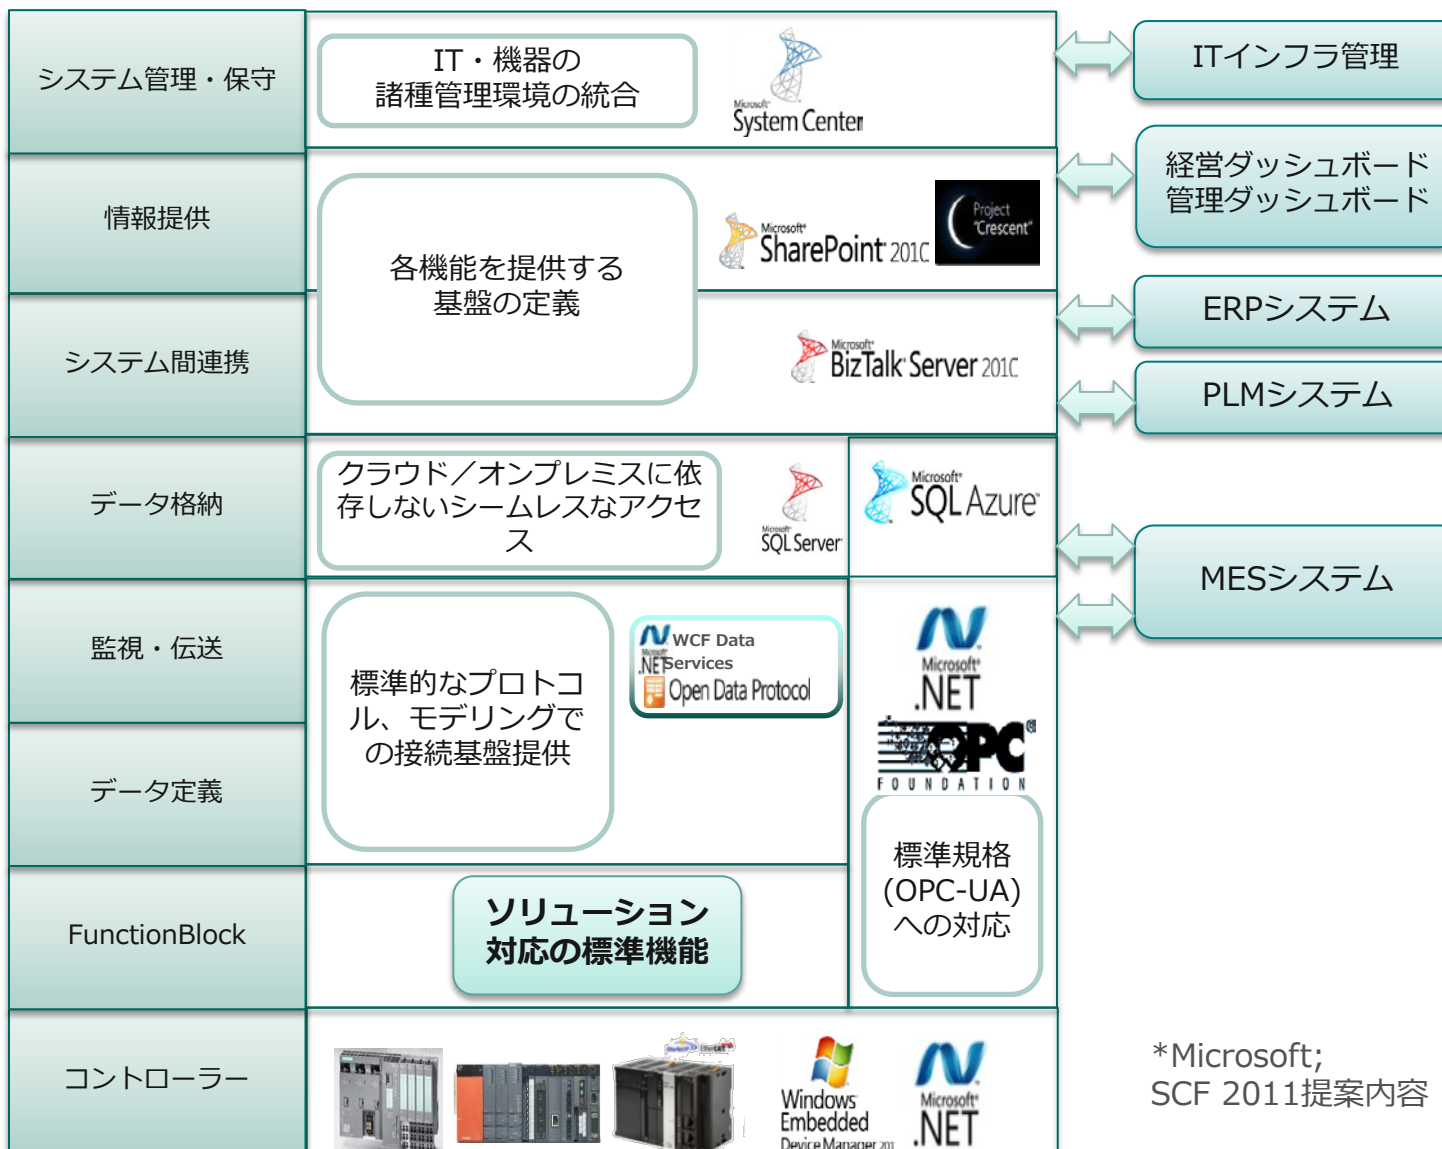 システム管理・保守
IT・機器の
諸種管理環境の統合
Microsoft
System Center
ITインフラ管理
情報提供
各機能を提供する
基盤の定義
Microsoft
SharePoint 201
Project
"Crescent"
経営ダッシュボード
管理ダッシュボード
システム間連携
Microsoft
BizTalk Server 201
ERPシステム
PLMシステム
データ格納
クラウド／オンプレミスに依
存しないシームレスなアクセ
ス
Microsoft
SQL Server
Microsoft
SQL Azure
MESシステム
監視・伝送
標準的なプロトコ
ル、モデリングで
の接続基盤提供
WCF Data
Services
Microsoft
.NET
Open Data Protocol
Microsoft
.NET
OPC
FOUNDATION
データ定義
標準規格
(OPC-UA)
への対応
FunctionBlock
ソリューション
対応の標準機能
コントローラー
EtherCAT
Windows
Embedded
Device Manager 201
Microsoft
.NET
*Microsoft;
SCF 2011提案内容